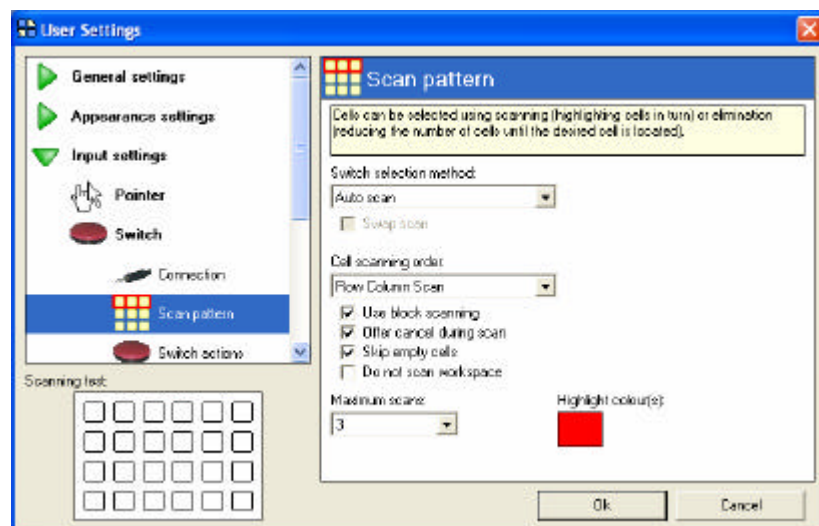 User Settings
General settings
Appearance settings
Input settings
Pointer
Switch
Connection
Scan pattern
Switch actions
Scanning test:
Scan pattern
Cells can be selected using scanning (highlighting cells in turn) or elimination
(reducing the number of cells until the desired cell is located).
Switch selection method:
Auto scan
Swap scan
Cell scanning order:
Row Column Scan
Use block scanning
Offer cancel during scan
Skip empty cells
Do not scan workspace
Maximum scans:
Highlight colour(s):
3
Ok
Cancel